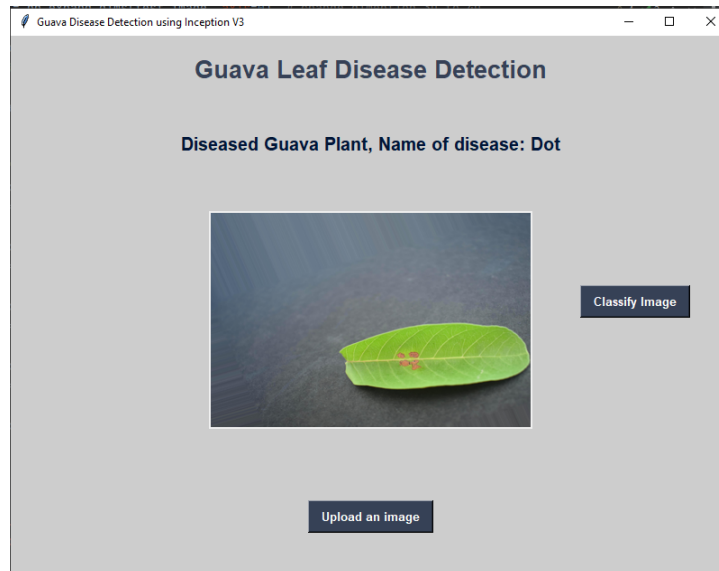 Guava Disease Detection using Inception V3
Guava Leaf Disease Detection
Diseased Guava Plant, Name of disease: Dot
Classify Image
Upload an image